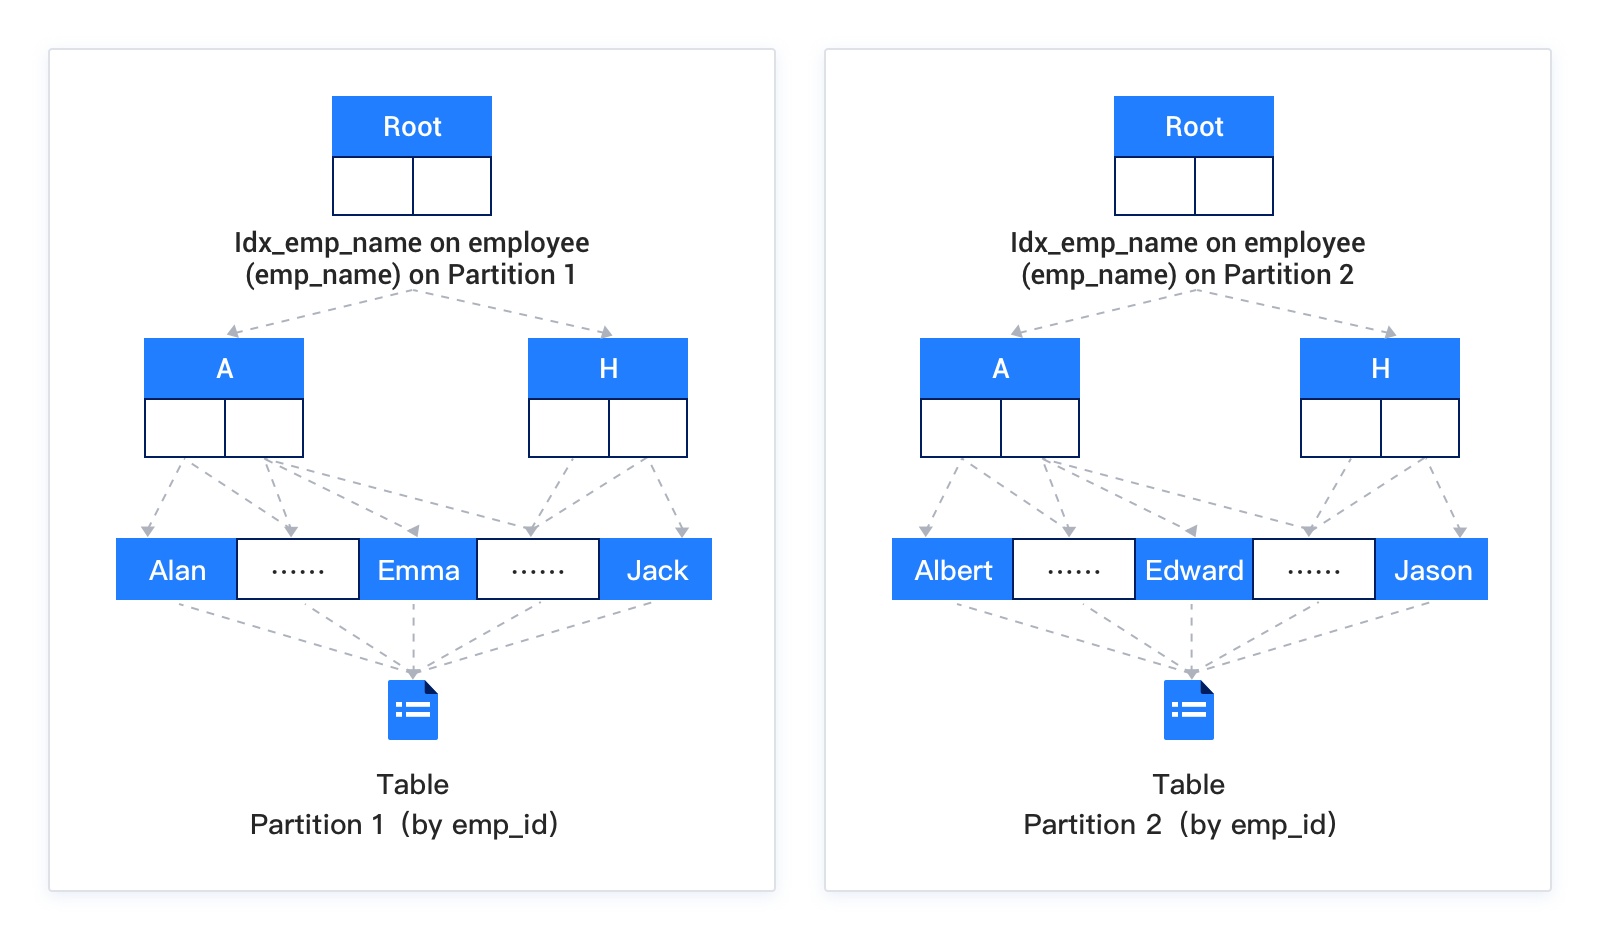 Root
Idx_emp_name on employee
(emp_name) on Partition 1
A
H
Alan
······
Emma
······
Jack
Table
Partition 1 (by emp_id)
Root
Idx_emp_name on employee
(emp_name) on Partition 2
A
H
Albert
······
Edward
······
Jason
Table
Partition 2 (by emp_id)